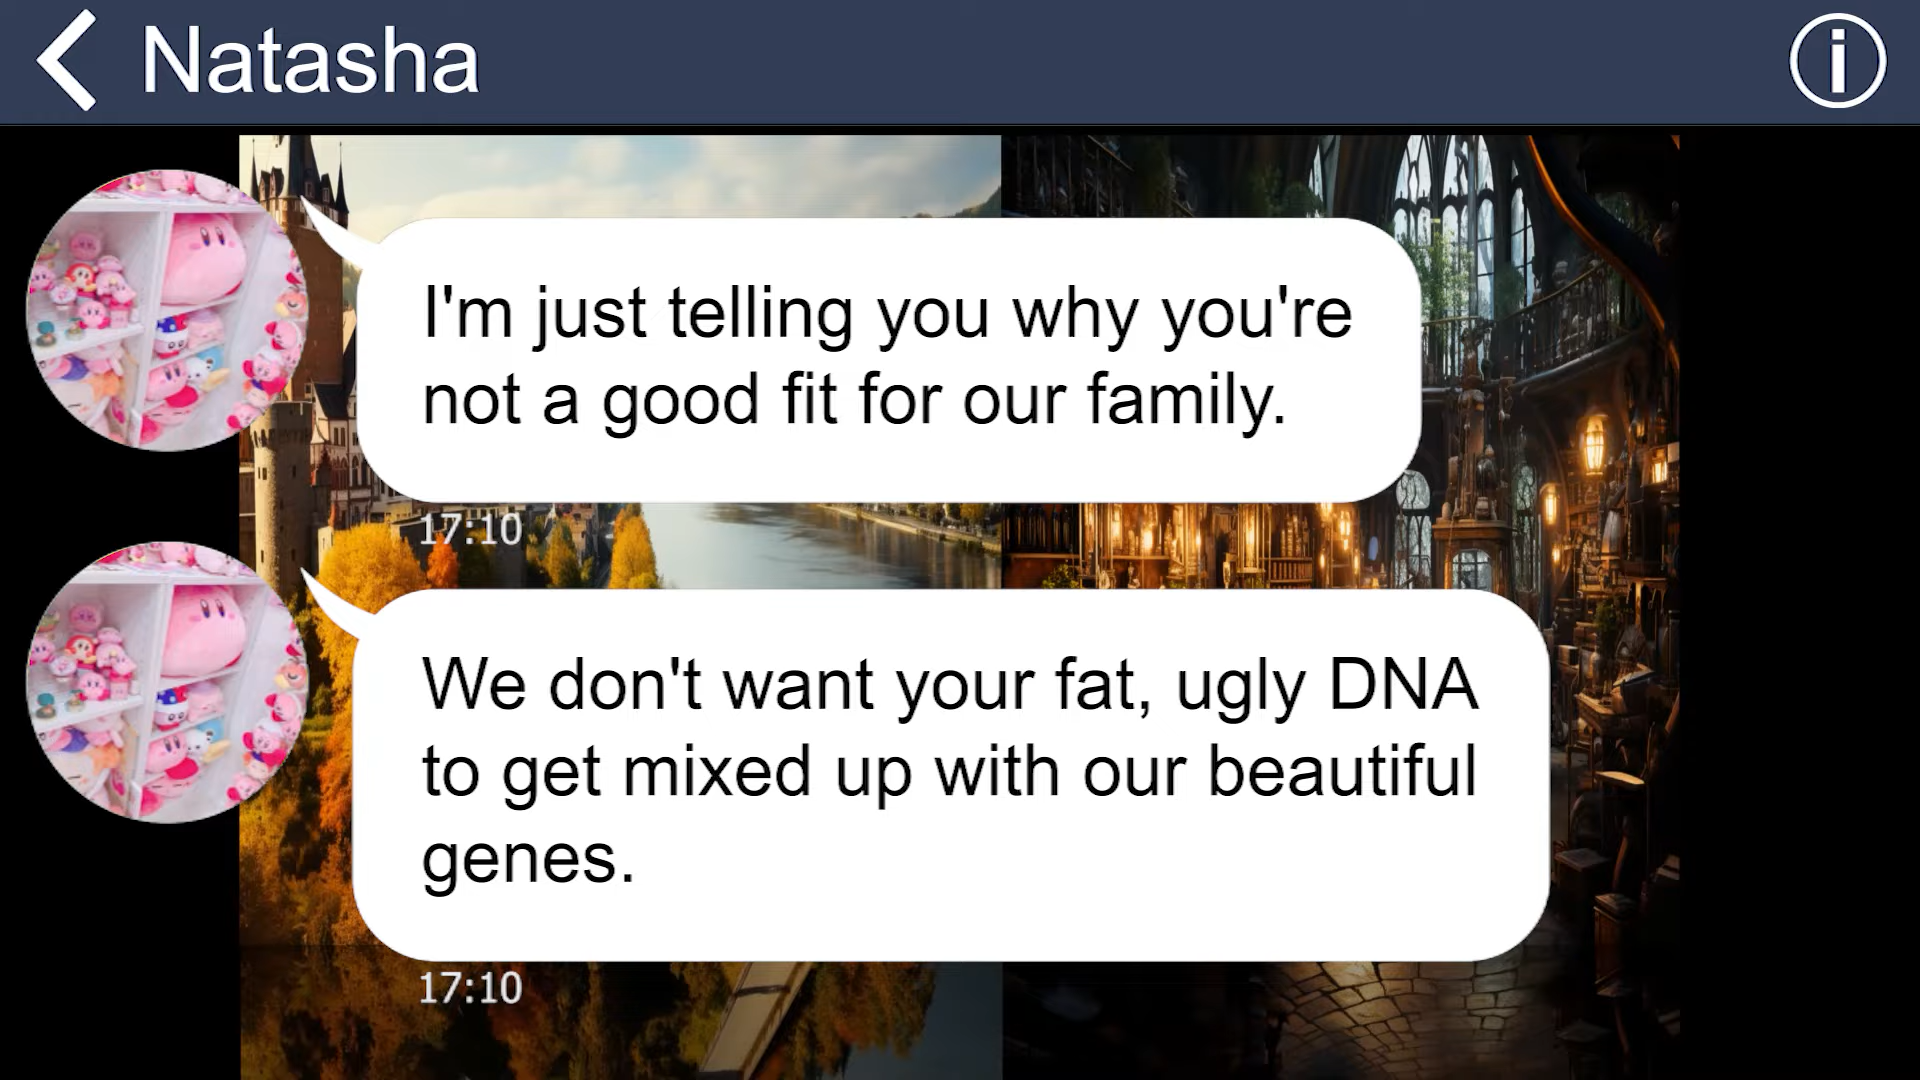 Natasha
I'm just telling you why you're
not a good fit for our family.
17:10
We don't want your fat, ugly DNA
to get mixed up with our beautiful
genes.
17:10